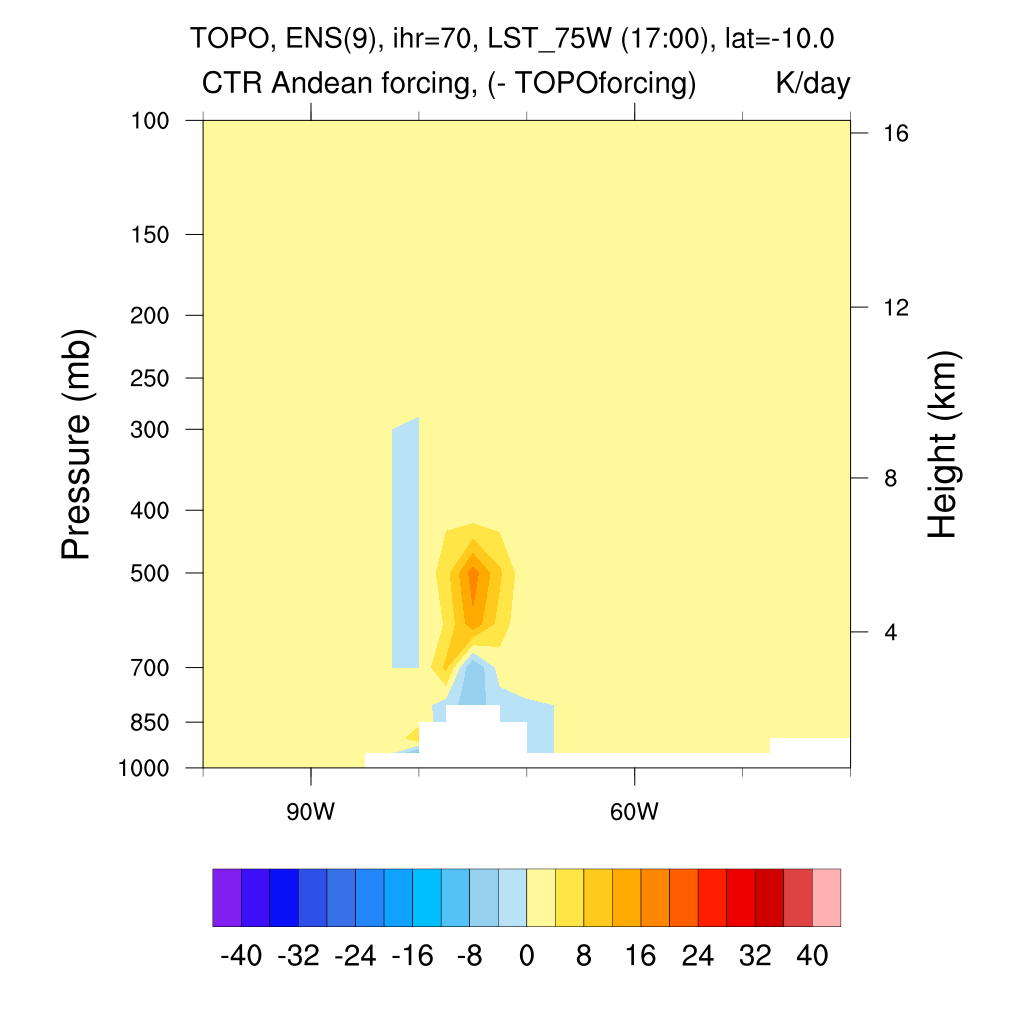 TOPO, ENS(9), ihr=70, LST_75W (17:00), lat=-10.0
CTR Andean forcing, (- TOPOforcing) K/day
100
150
200
250
300
400
500
700
850
1000
Pressure (mb)
16
12
8
4
Height (km)
90W 60W
-40 -32 -24 -16 -8 0 8 16 24 32 40